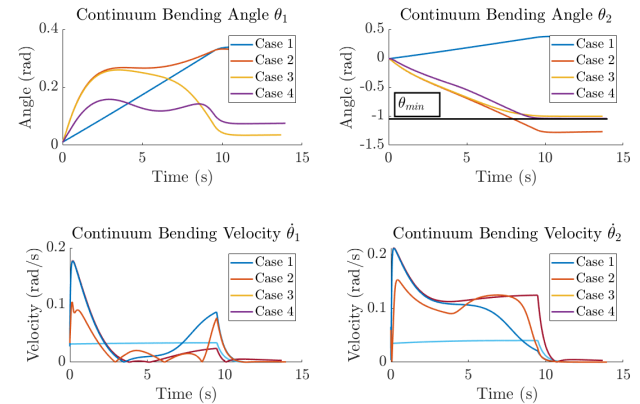 Continuum Bending Angle θ₁
Angle (rad)
0.4
0.2
0
0
5
10
15
Time (s)
Case 1
Case 2
Case 3
Case 4
Continuum Bending Angle θ₂
Angle (rad)
0.5
0
-0.5
-1
-1.5
0
5
10
15
Time (s)
θmin
Case 1
Case 2
Case 3
Case 4
Continuum Bending Velocity θ̇₁
Velocity (rad/s)
0.2
0.1
0
0
5
10
15
Time (s)
Case 1
Case 2
Case 3
Case 4
Continuum Bending Velocity θ̇₂
Velocity (rad/s)
0.2
0.1
0
0
5
10
15
Time (s)
Case 1
Case 2
Case 3
Case 4